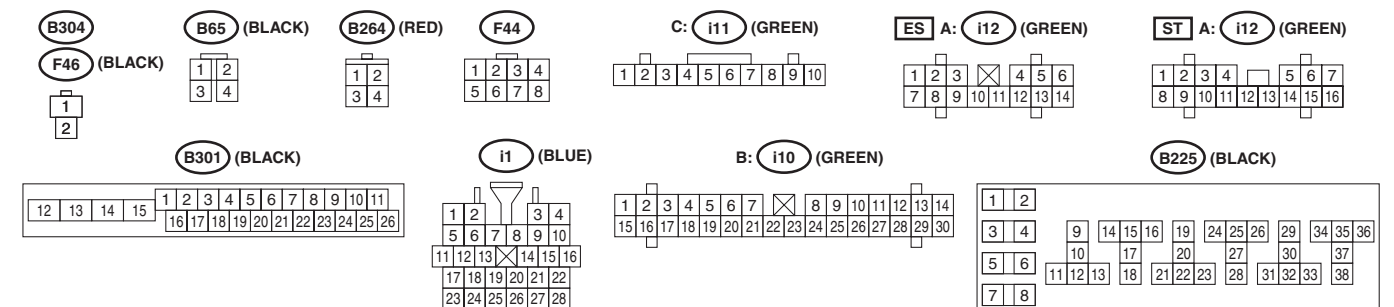 B304
F46 (BLACK)
1
2
B65 (BLACK)
1 2
3 4
B264 (RED)
1 2
3 4
F44
1 2 3 4
5 6 7 8
C: i11 (GREEN)
1 2 3 4 5 6 7 8 9 10
ES A: i12 (GREEN)
1 2 3 4 5 6
7 8 9 10 11 12 13 14
ST A: i12 (GREEN)
1 2 3 4 5 6 7
8 9 10 11 12 13 14 15 16
B301 (BLACK)
1 2 3 4 5 6 7 8 9 10 11
12 13 14 15
16 17 18 19 20 21 22 23 24 25 26
i1 (BLUE)
1 2 3 4
5 6 7 8 9 10
11 12 13 14 15 16
17 18 19 20 21 22
23 24 25 26 27 28
B: i10 (GREEN)
1 2 3 4 5 6 7 8 9 10 11 12 13 14
15 16 17 18 19 20 21 22 23 24 25 26 27 28 29 30
B225 (BLACK)
1 2
3 4
5 6
7 8
9 14 15 16 19 24 25 26 29 34 35 36
10 17 20 27 30 37
11 12 13 18 21 22 23 28 31 32 33 38